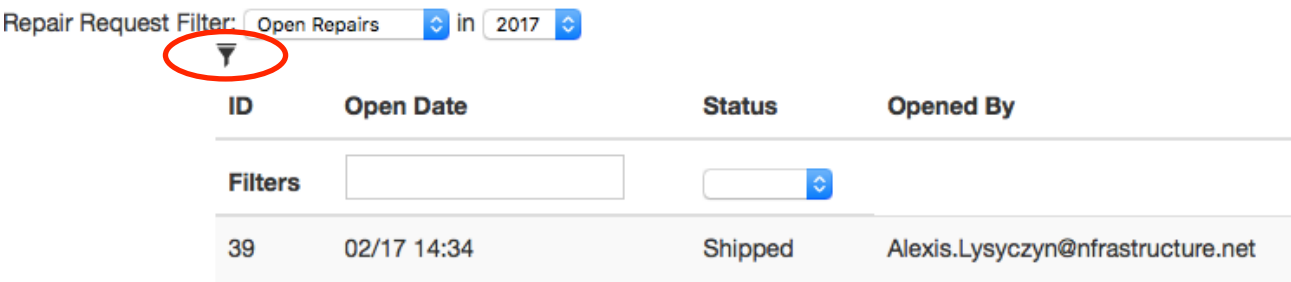 Repair Request Filter: Open Repairs in 2017
ID Open Date Status Opened By
Filters
39 02/17 14:34 Shipped Alexis.Lysyczyn@nfrastructure.net